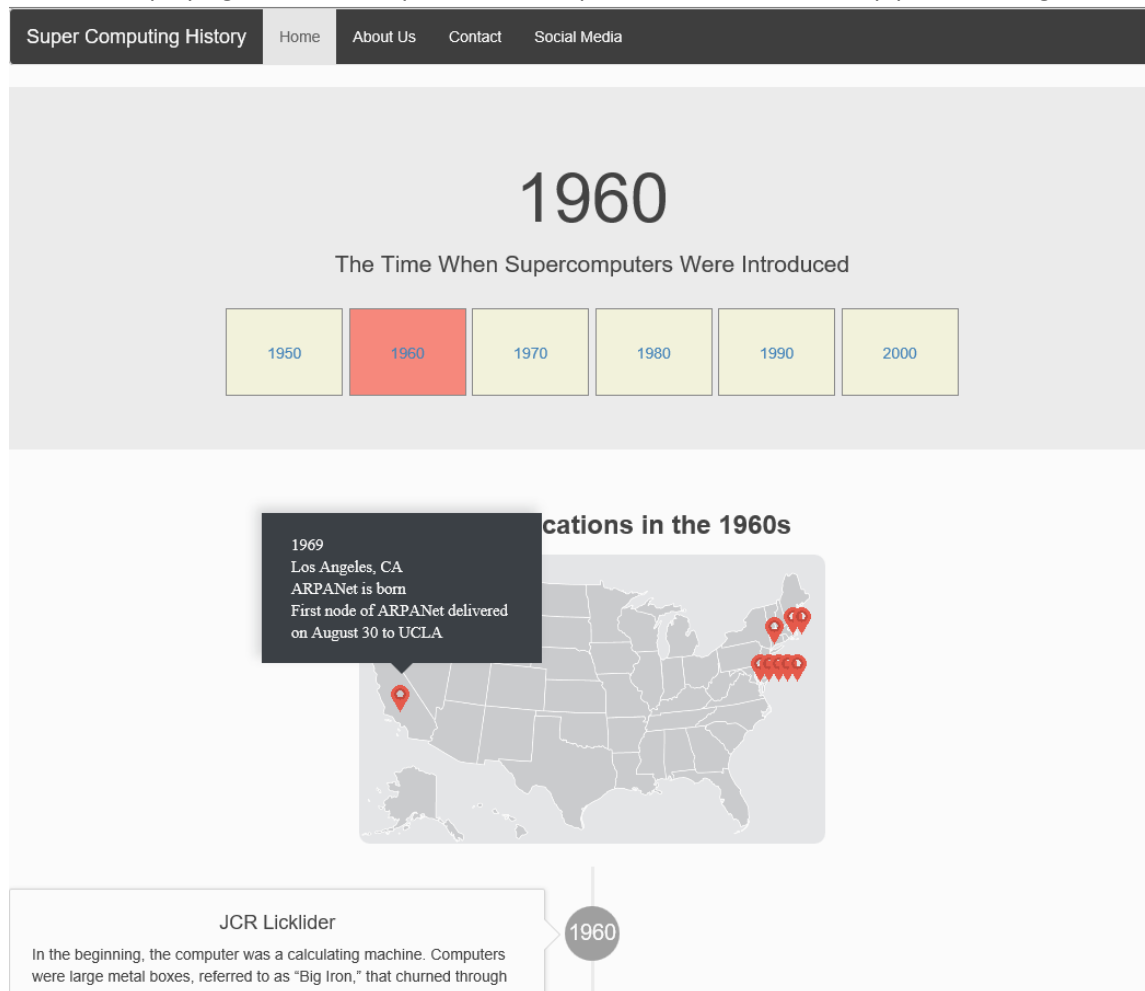 Super Computing History Home About Us Contact Social Media
1960
The Time When Supercomputers Were Introduced
1950 1960 1970 1980 1990 2000
in the 1960s
1969
Los Angeles, CA
ARPANet is born
First node of ARPANet delivered
on August 30 to UCLA
1960
JCR Licklider
In the beginning, the computer was a calculating machine. Computers
were large metal boxes, referred to as “Big Iron,” that churned through